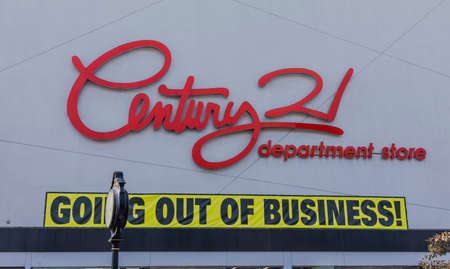 Century 21
department store
GOING OUT OF BUSINESS!